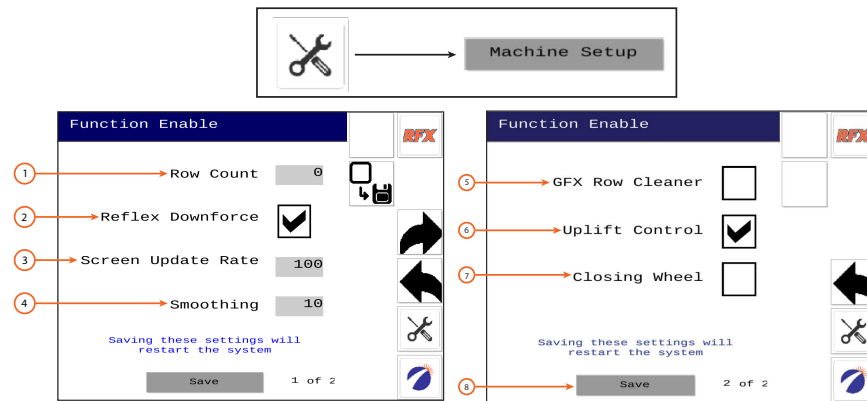 Machine Setup
Function Enable
RFX
1
Row Count
0
2
Reflex Downforce
3
Screen Update Rate
100
4
Smoothing
10
Saving these settings will
restart the system
Save
1 of 2
Function Enable
RFX
5
GFX Row Cleaner
6
Uplift Control
7
Closing Wheel
Saving these settings will
restart the system
8
Save
2 of 2